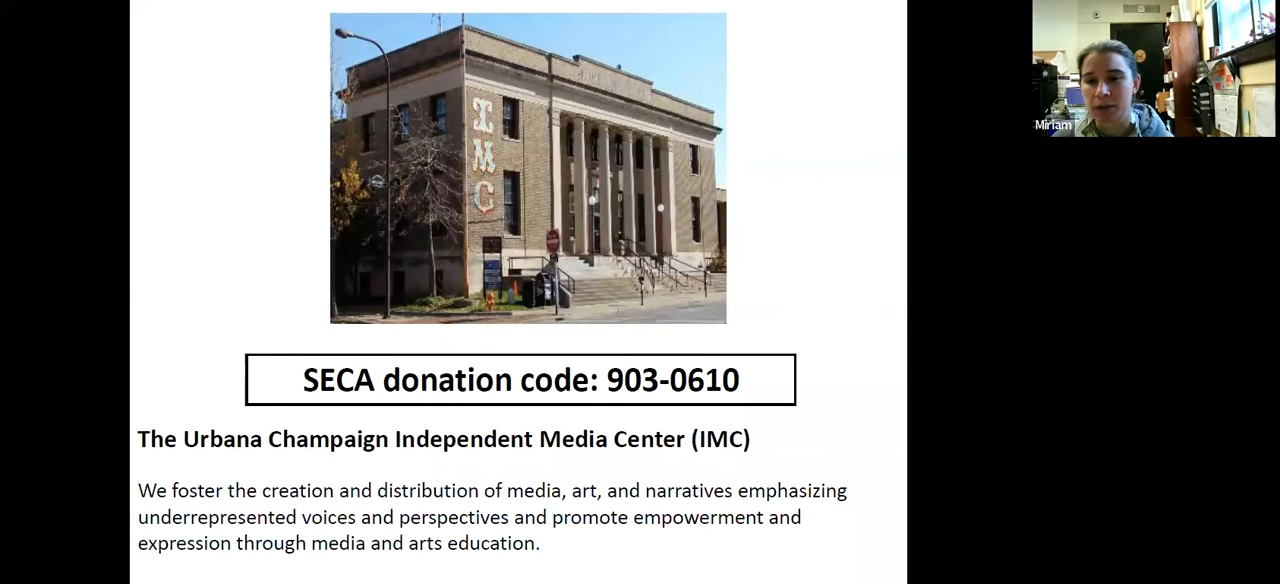 IMC
Miriam
SECA donation code: 903-0610
The Urbana Champaign Independent Media Center (IMC)
We foster the creation and distribution of media, art, and narratives emphasizing
underrepresented voices and perspectives and promote empowerment and
expression through media and arts education.